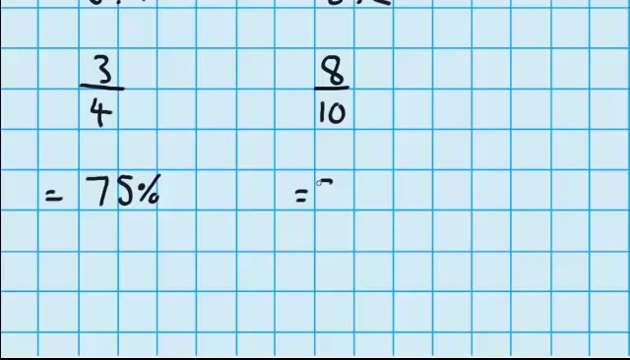 3/4 8/10
= 75% =